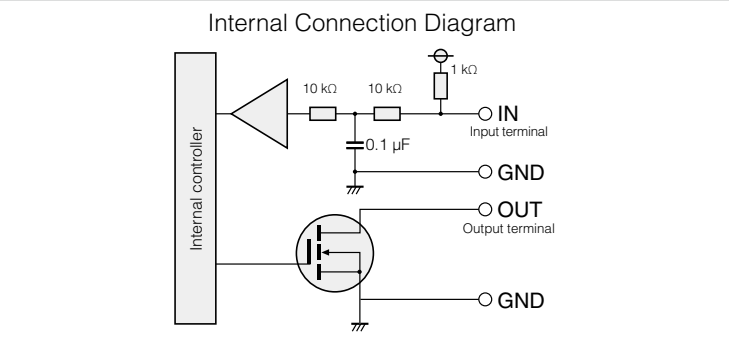 Internal Connection Diagram
1 kΩ
10 kΩ
10 kΩ
IN
Input terminal
0.1 µF
GND
Internal controller
OUT
Output terminal
GND